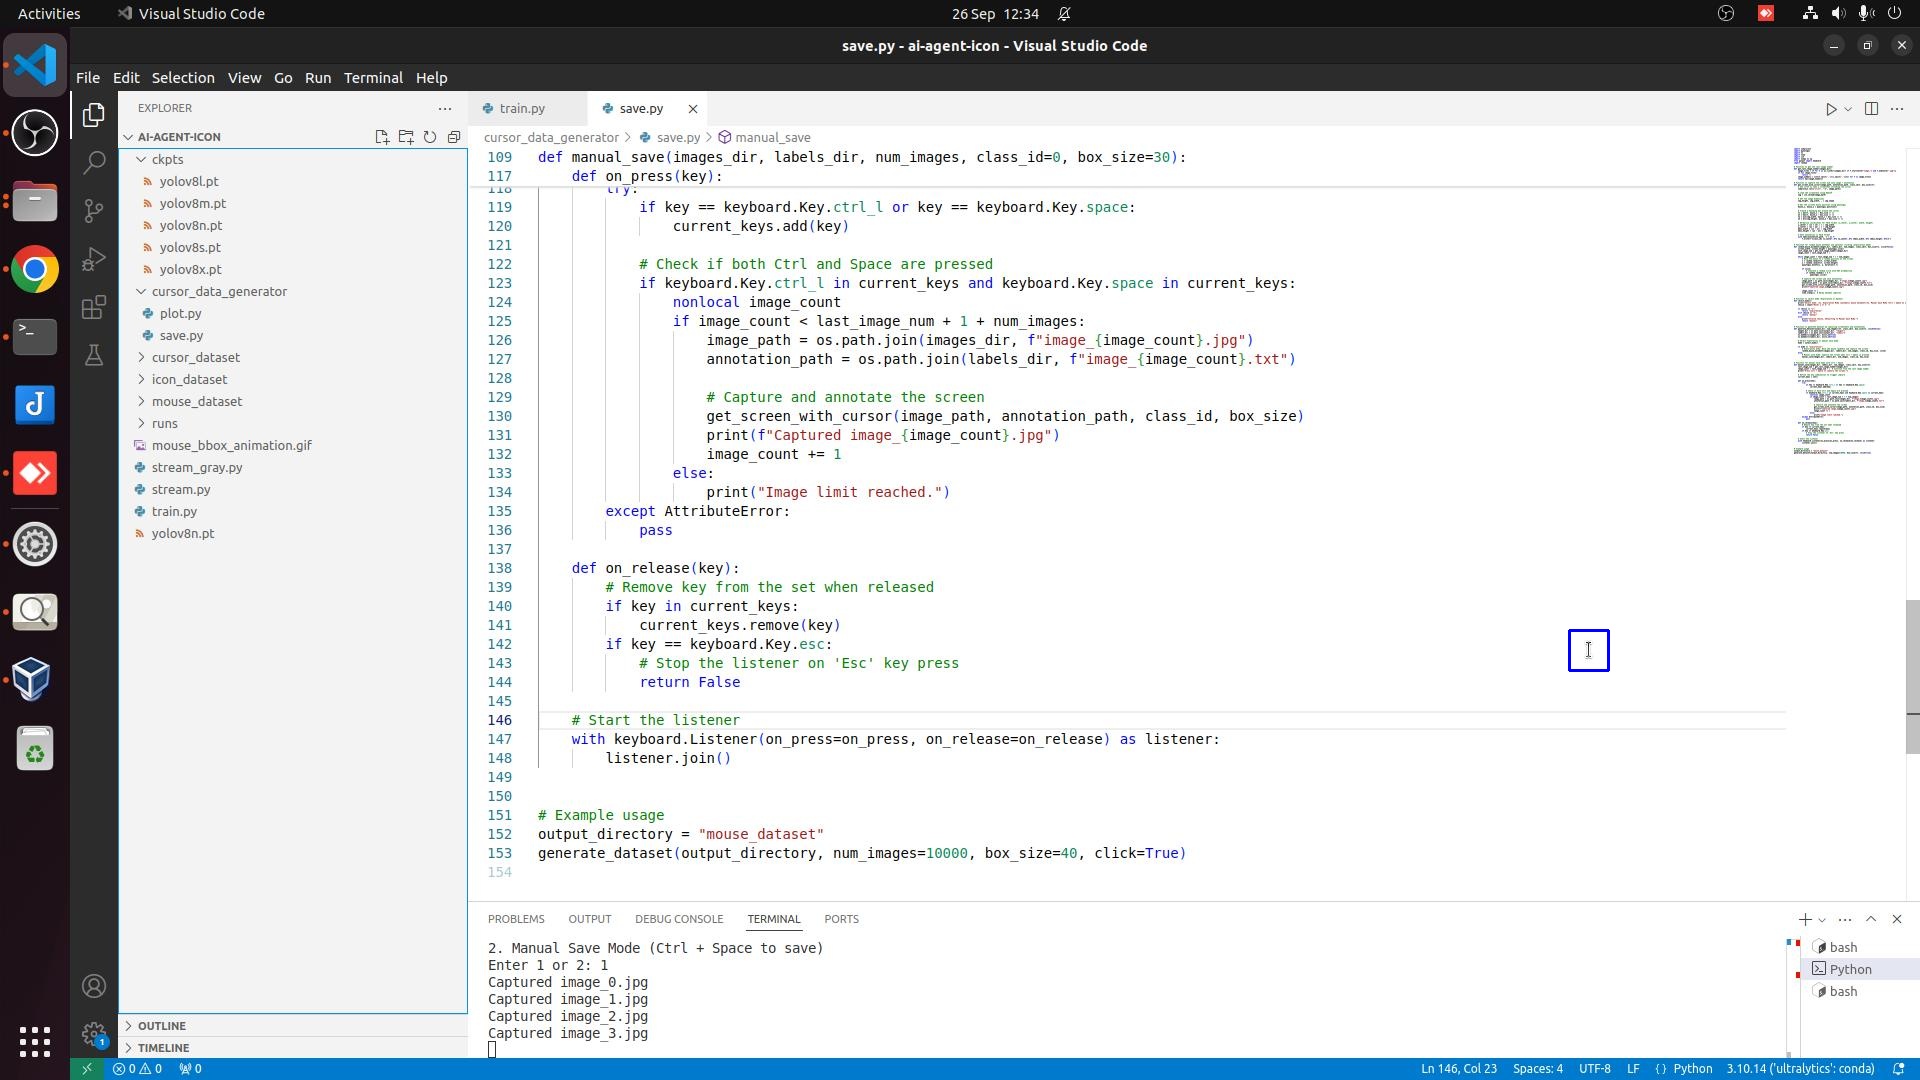 Activities
Visual Studio Code
26 Sep 12:34
save.py - ai-agent-icon - Visual Studio Code
File Edit Selection View Go Run Terminal Help
EXPLORER
AI-AGENT-ICON
ckpts
yolov8l.pt
yolov8m.pt
yolov8n.pt
yolov8s.pt
yolov8x.pt
cursor_data_generator
plot.py
save.py
cursor_dataset
icon_dataset
mouse_dataset
runs
mouse_bbox_animation.gif
stream_gray.py
stream.py
train.py
yolov8n.pt
OUTLINE
TIMELINE
train.py
save.py
cursor_data_generator > save.py > manual_save
109 def manual_save(images_dir, labels_dir, num_images, class_id=0, box_size=30):
117 def on_press(key):
118 try:
119 if key == keyboard.Key.ctrl_l or key == keyboard.Key.space:
120 current_keys.add(key)
121
122 # Check if both Ctrl and Space are pressed
123 if keyboard.Key.ctrl_l in current_keys and keyboard.Key.space in current_keys:
124 nonlocal image_count
125 if image_count < last_image_num + 1 + num_images:
126 image_path = os.path.join(images_dir, f"image_{image_count}.jpg")
127 annotation_path = os.path.join(labels_dir, f"image_{image_count}.txt")
128
129 # Capture and annotate the screen
130 get_screen_with_cursor(image_path, annotation_path, class_id, box_size)
131 print(f"Captured image_{image_count}.jpg")
132 image_count += 1
133 else:
134 print("Image limit reached.")
135 except AttributeError:
136 pass
137
138 def on_release(key):
139 # Remove key from the set when released
140 if key in current_keys:
141 current_keys.remove(key)
142 if key == keyboard.Key.esc:
143 # Stop the listener on 'Esc' key press
144 return False
145
146 # Start the listener
147 with keyboard.Listener(on_press=on_press, on_release=on_release) as listener:
148 listener.join()
149
150
151 # Example usage
152 output_directory = "mouse_dataset"
153 generate_dataset(output_directory, num_images=10000, box_size=40, click=True)
154
PROBLEMS OUTPUT DEBUG CONSOLE TERMINAL PORTS
2. Manual Save Mode (Ctrl + Space to save)
Enter 1 or 2: 1
Captured image_0.jpg
Captured image_1.jpg
Captured image_2.jpg
Captured image_3.jpg
bash
Python
bash
1
0 0 0
Ln 146, Col 23 Spaces: 4 UTF-8 LF { } Python 3.10.14 ('ultralytics': conda)